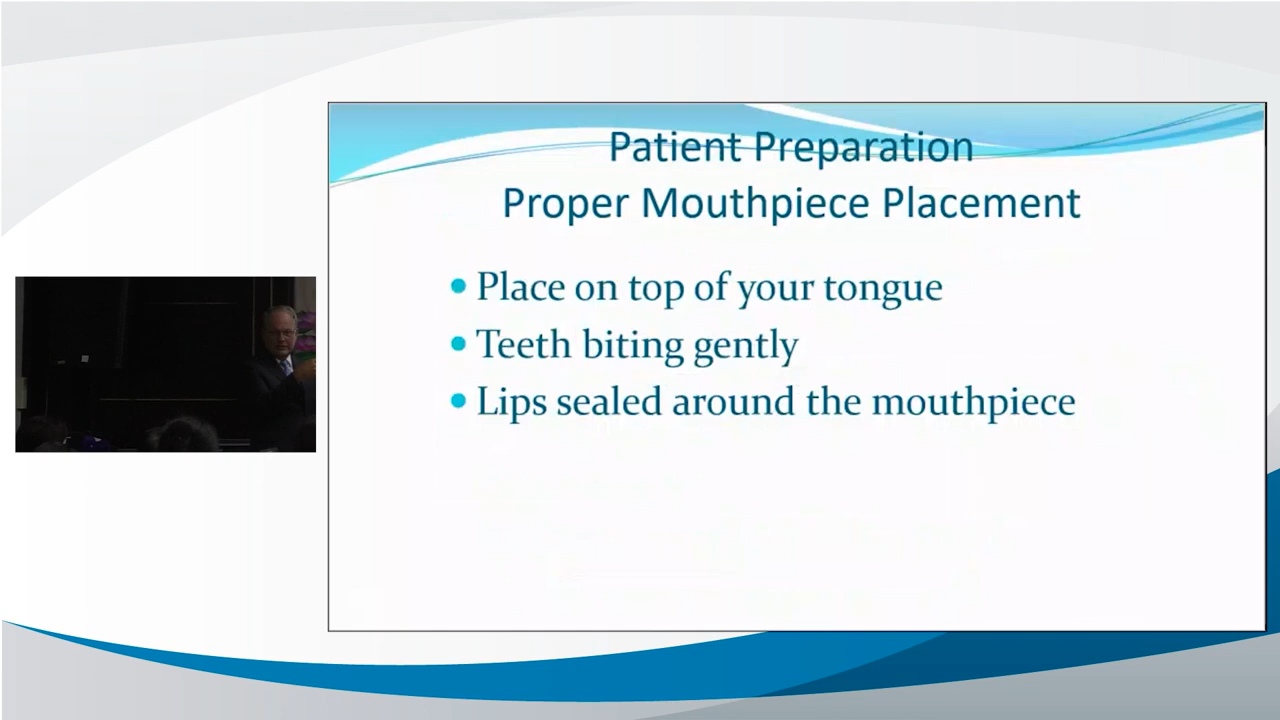 Patient Preparation
Proper Mouthpiece Placement
• Place on top of your tongue
• Teeth biting gently
• Lips sealed around the mouthpiece